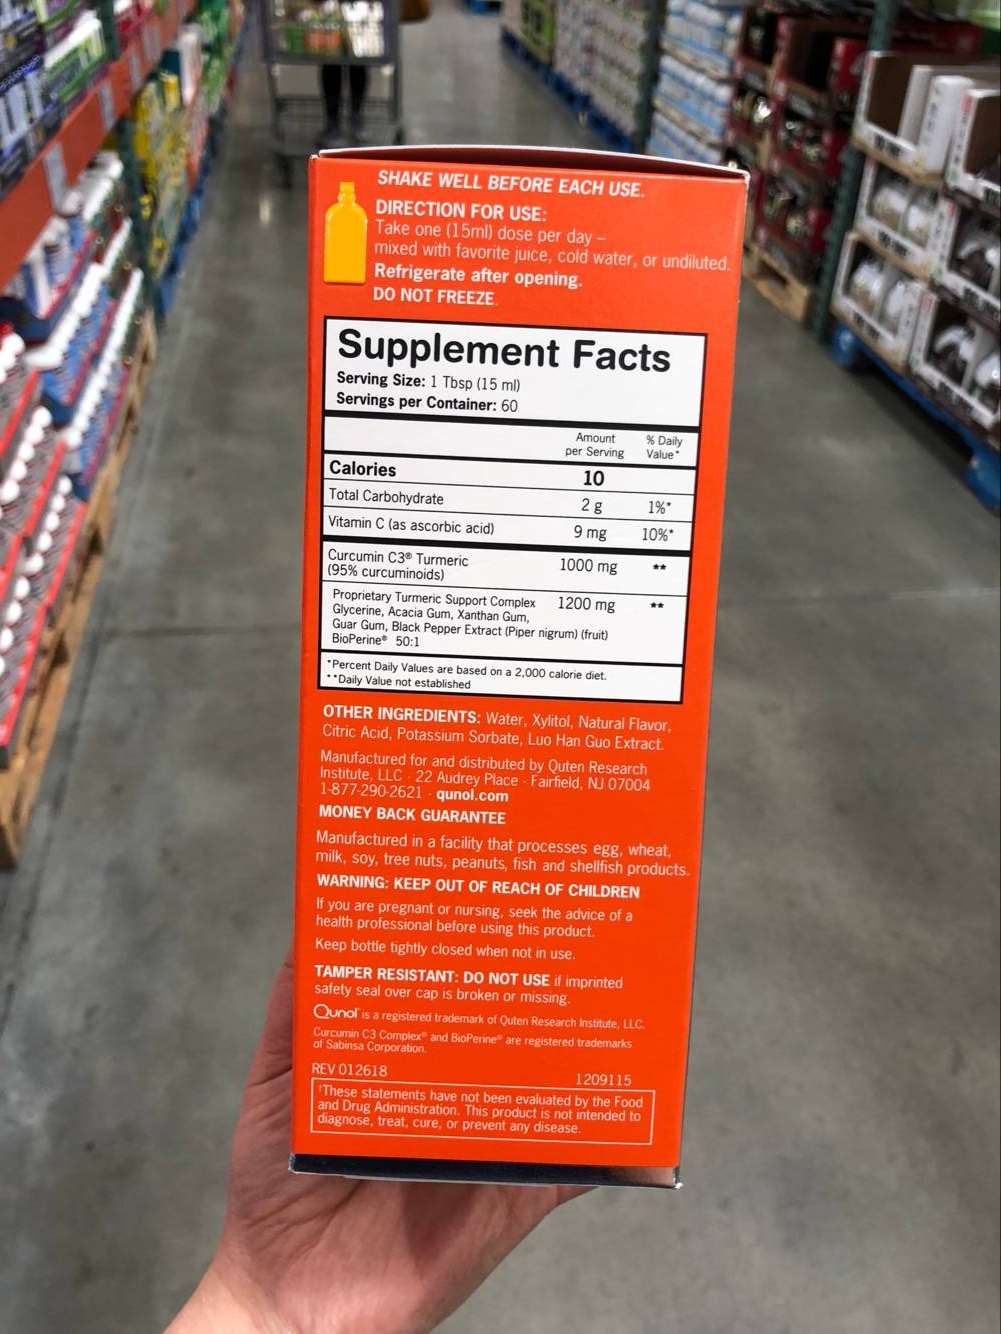 SHAKE WELL BEFORE EACH USE.
DIRECTION FOR USE:
Take one (15ml) dose per day –
mixed with favorite juice, cold water, or undiluted.
Refrigerate after opening.
DO NOT FREEZE.
Supplement Facts
Serving Size: 1 Tbsp (15 ml)
Servings per Container: 60
Amount per Serving % Daily Value*
Calories 10
Total Carbohydrate 2 g 1%*
Vitamin C (as ascorbic acid) 9 mg 10%*
Curcumin C3® Turmeric 1000 mg **
(95% curcuminoids)
Proprietary Turmeric Support Complex 1200 mg **
Glycerine, Acacia Gum, Xanthan Gum,
Guar Gum, Black Pepper Extract (Piper nigrum) (fruit)
BioPerine® 50:1
*Percent Daily Values are based on a 2,000 calorie diet.
**Daily Value not established
OTHER INGREDIENTS: Water, Xylitol, Natural Flavor,
Citric Acid, Potassium Sorbate, Luo Han Guo Extract.
Manufactured for and distributed by Quten Research
Institute, LLC · 22 Audrey Place · Fairfield, NJ 07004
1-877-290-2621 · qunol.com
MONEY BACK GUARANTEE
Manufactured in a facility that processes egg, wheat,
milk, soy, tree nuts, peanuts, fish and shellfish products.
WARNING: KEEP OUT OF REACH OF CHILDREN
If you are pregnant or nursing, seek the advice of a
health professional before using this product.
Keep bottle tightly closed when not in use.
TAMPER RESISTANT: DO NOT USE if imprinted
safety seal over cap is broken or missing.
Qunol® is a registered trademark of Quten Research Institute, LLC.
Curcumin C3 Complex® and BioPerine® are registered trademarks
of Sabinsa Corporation.
REV 012618 1209115
†These statements have not been evaluated by the Food
and Drug Administration. This product is not intended to
diagnose, treat, cure, or prevent any disease.